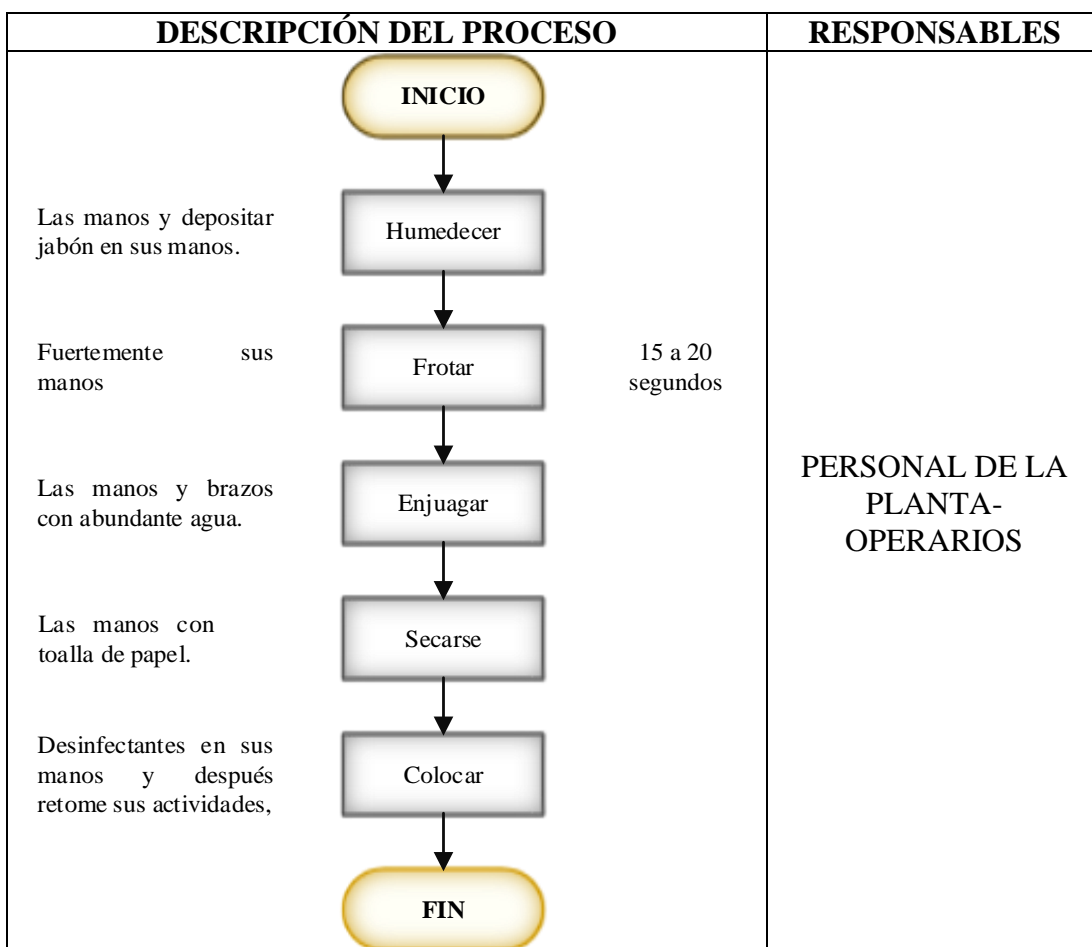 DESCRIPCIÓN DEL PROCESO
RESPONSABLES
INICIO
Las manos y depositar
jabón en sus manos.
Humedecer
Fuertemente sus
manos
Frotar
15 a 20
segundos
Las manos y brazos
con abundante agua.
Enjuagar
Las manos con
toalla de papel.
Secarse
Desinfectantes en sus
manos y después
retome sus actividades,
Colocar
FIN
PERSONAL DE LA
PLANTA-
OPERARIOS